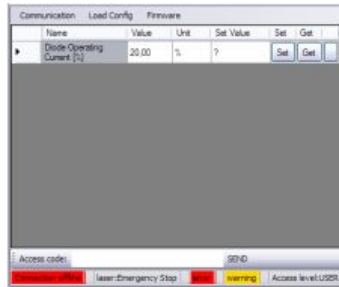 Communication Load Config Firmware
Name Value Unit Set Value Set Get
Diode Operating Current [%] 20,00 % ? Set Get
Access code: SEND
Connection offline laser:Emergency Stop error warning Access level:USER